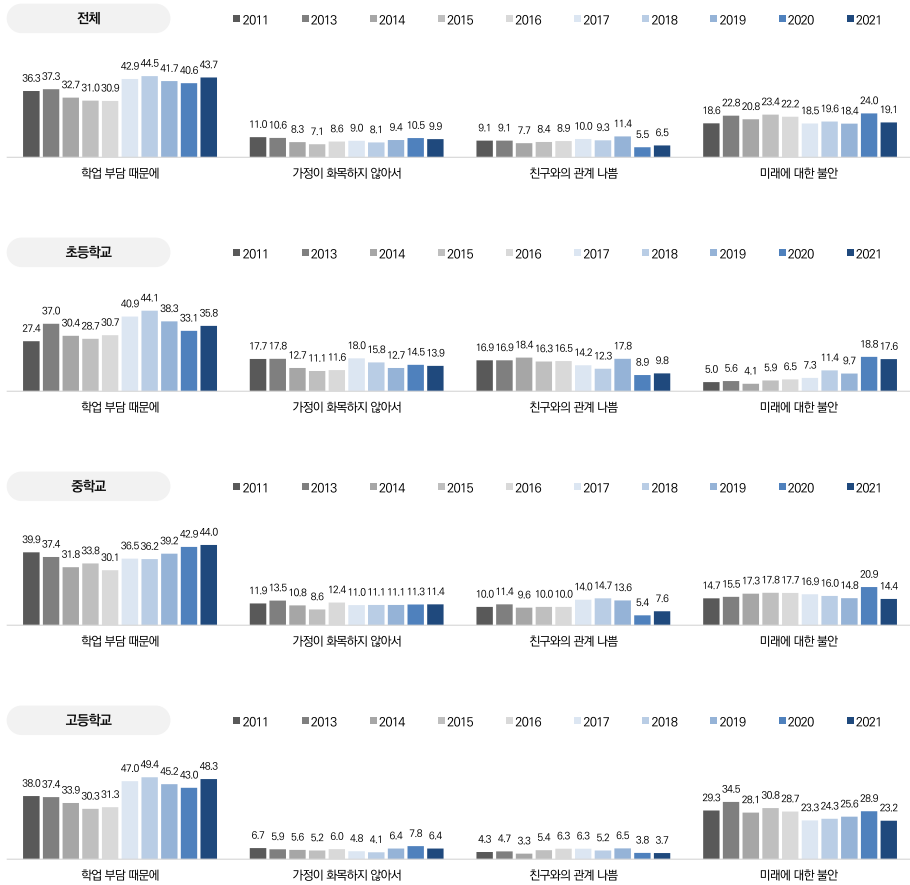 전체
2011 2013 2014 2015 2016 2017 2018 2019 2020 2021
36.3 37.3 32.7 31.0 30.9 42.9 44.5 41.7 40.6 43.7
11.0 10.6 8.3 7.1 8.6 9.0 8.1 9.4 10.5 9.9
9.1 9.1 7.7 8.4 8.9 10.0 9.3 11.4 5.5 6.5
18.6 22.8 20.8 23.4 22.2 18.5 19.6 18.4 24.0 19.1
학업 부담 때문에 가정이 화목하지 않아서 친구와의 관계 나쁨 미래에 대한 불안
초등학교
2011 2013 2014 2015 2016 2017 2018 2019 2020 2021
27.4 37.0 30.4 28.7 30.7 40.9 44.1 38.3 33.1 35.8
17.7 17.8 12.7 11.1 11.6 18.0 15.8 12.7 14.5 13.9
16.9 16.9 18.4 16.3 16.5 14.2 12.3 17.8 8.9 9.8
5.0 5.6 4.1 5.9 6.5 7.3 11.4 9.7 18.8 17.6
학업 부담 때문에 가정이 화목하지 않아서 친구와의 관계 나쁨 미래에 대한 불안
중학교
2011 2013 2014 2015 2016 2017 2018 2019 2020 2021
39.9 37.4 31.8 33.8 30.1 36.5 36.2 39.2 42.9 44.0
11.9 13.5 10.8 8.6 12.4 11.0 11.1 11.1 11.3 11.4
10.0 11.4 9.6 10.0 10.0 14.0 14.7 13.6 5.4 7.6
14.7 15.5 17.3 17.8 17.7 16.9 16.0 14.8 20.9 14.4
학업 부담 때문에 가정이 화목하지 않아서 친구와의 관계 나쁨 미래에 대한 불안
고등학교
2011 2013 2014 2015 2016 2017 2018 2019 2020 2021
38.0 37.4 33.9 30.3 31.3 47.0 49.4 45.2 43.0 48.3
6.7 5.9 5.6 5.2 6.0 4.8 4.1 6.4 7.8 6.4
4.3 4.7 3.3 5.4 6.3 6.3 5.2 6.5 3.8 3.7
29.3 34.5 28.1 30.8 28.7 23.3 24.3 25.6 28.9 23.2
학업 부담 때문에 가정이 화목하지 않아서 친구와의 관계 나쁨 미래에 대한 불안